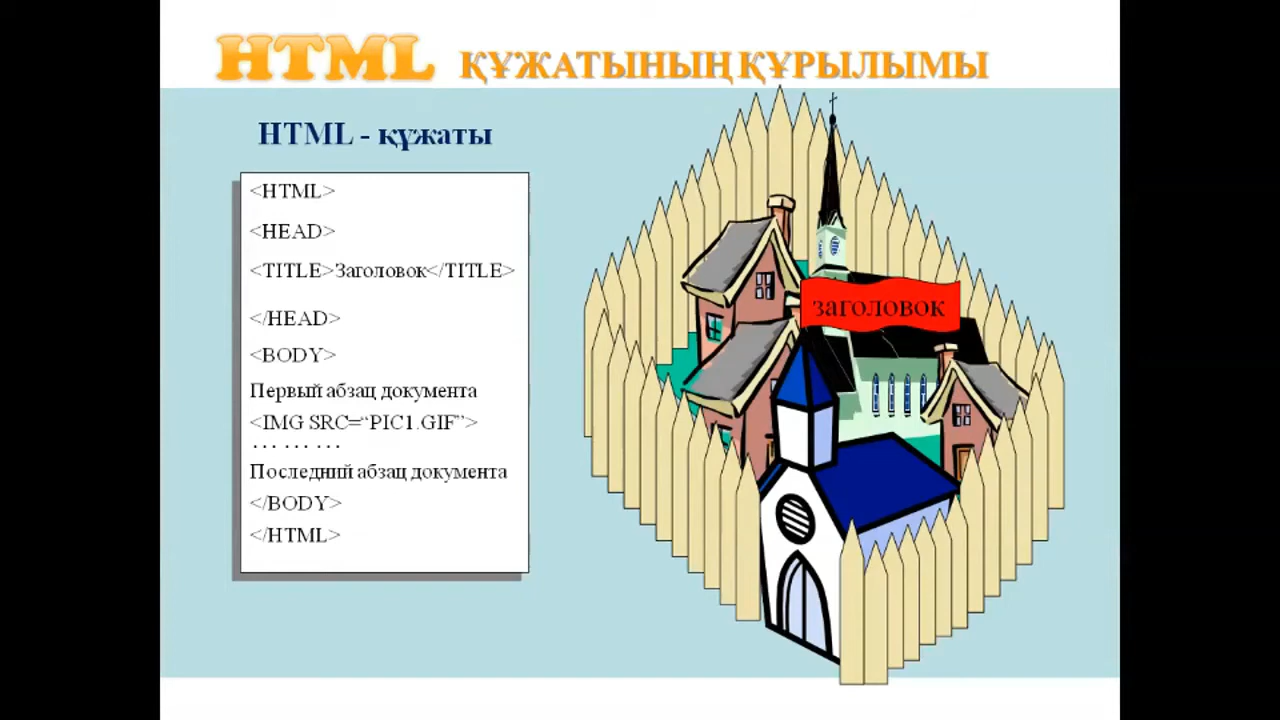 HTML ҚҰЖАТЫНЫҢ ҚҰРЫЛЫМЫ
HTML - құжаты
<HTML>
<HEAD>
<TITLE>Заголовок</TITLE>
</HEAD>
<BODY>
Первый абзац документа
<IMG SRC=“PIC1.GIF”>
… … …
Последний абзац документа
</BODY>
</HTML>
заголовок